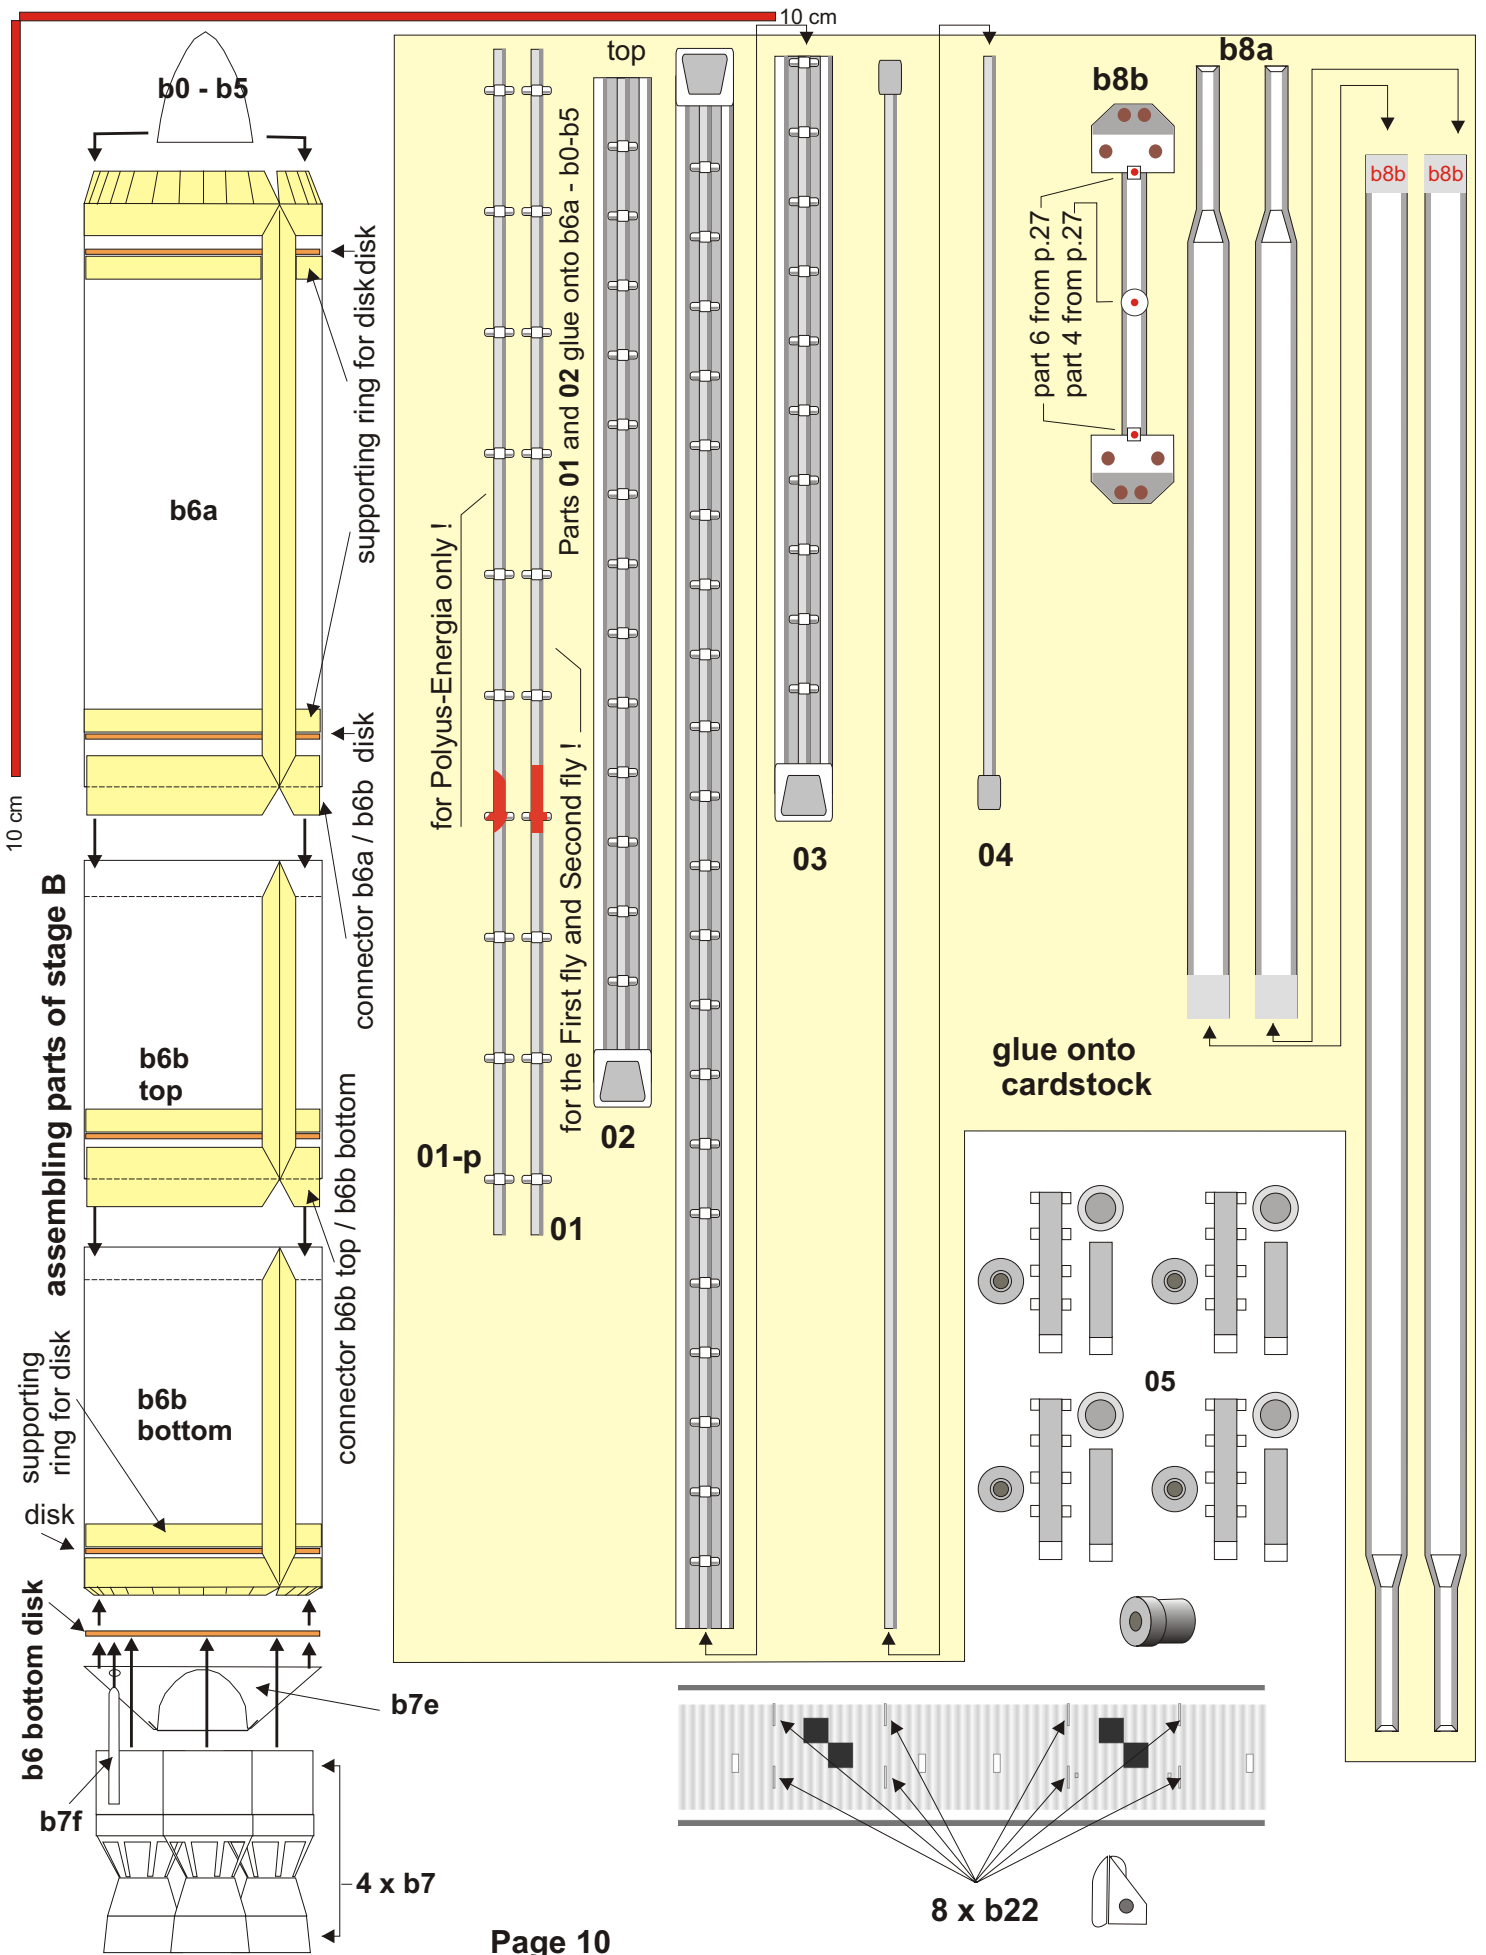 10 cm
10 cm
b0 - b5
disk
supporting ring for disk
b6a
disk
connector b6a / b6b
assembling parts of stage B
b6b
top
connector b6b top / b6b bottom
b6b
bottom
supporting
ring for disk
disk
b6 bottom disk
b7e
b7f
4 x b7
for Polyus-Energia only !
01-p
01
for the First fly and Second fly !
Parts 01 and 02 glue onto b6a - b0-b5
top
02
03
04
b8b
part 6 from p.27
part 4 from p.27
b8a
b8b
b8b
glue onto
cardstock
05
8 x b22
Page 10